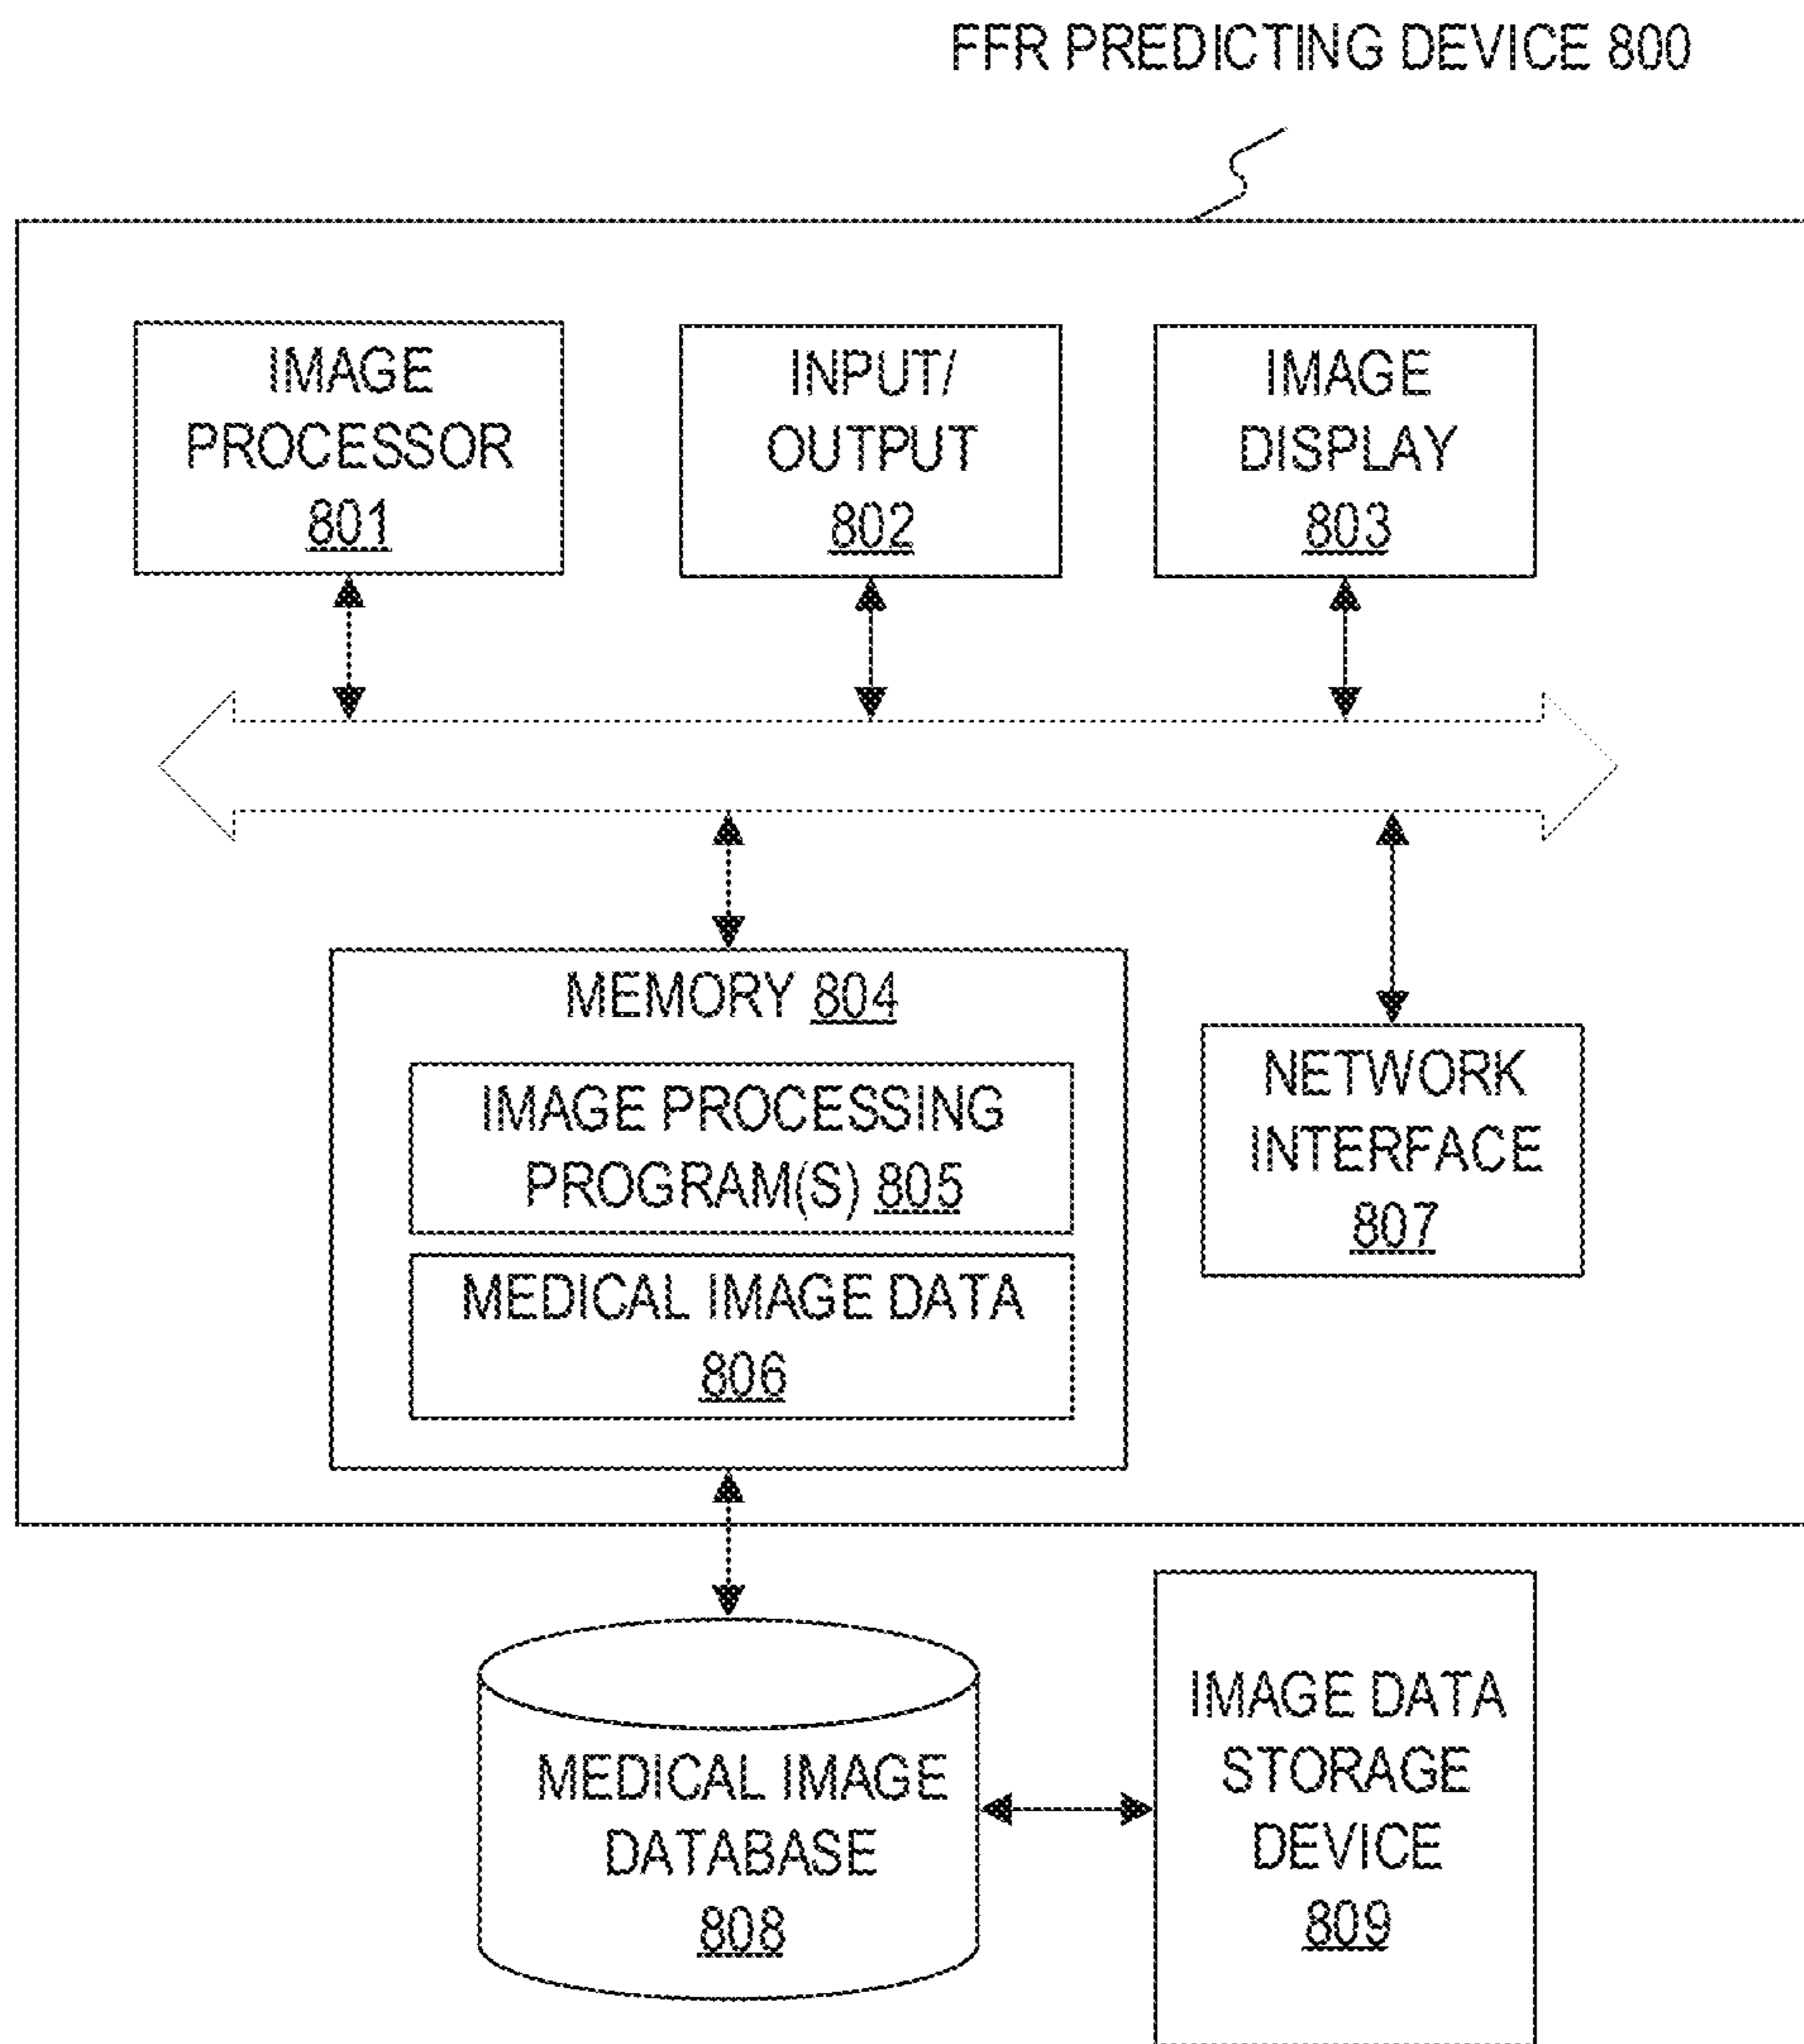 FFR PREDICTING DEVICE 800
IMAGE
PROCESSOR
801
INPUT/
OUTPUT
802
IMAGE
DISPLAY
803
MEMORY 804
IMAGE PROCESSING
PROGRAM(S) 805
MEDICAL IMAGE DATA
806
NETWORK
INTERFACE
807
MEDICAL IMAGE
DATABASE
808
IMAGE DATA
STORAGE
DEVICE
809